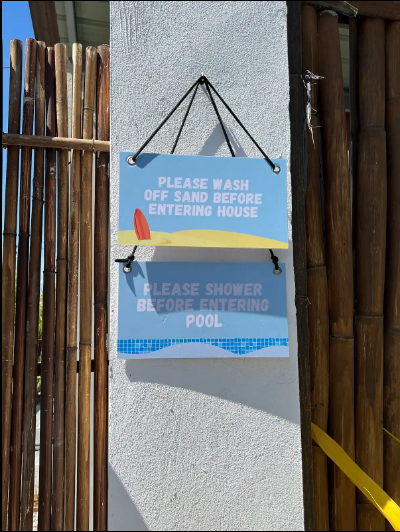 PLEASE WASH
OFF SAND BEFORE
ENTERING HOUSE
PLEASE SHOWER
BEFORE ENTERING
POOL